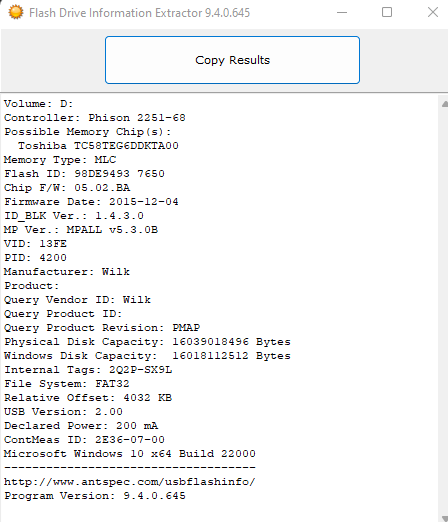 Flash Drive Information Extractor 9.4.0.645
Copy Results
Volume: D:
Controller: Phison 2251-68
Possible Memory Chip(s):
  Toshiba TC58TEG6DDKTA00
Memory Type: MLC
Flash ID: 98DE9493 7650
Chip F/W: 05.02.BA
Firmware Date: 2015-12-04
ID_BLK Ver.: 1.4.3.0
MP Ver.: MPALL v5.3.0B
VID: 13FE
PID: 4200
Manufacturer: Wilk
Product:
Query Vendor ID: Wilk
Query Product ID:
Query Product Revision: PMAP
Physical Disk Capacity: 16039018496 Bytes
Windows Disk Capacity:  16018112512 Bytes
Internal Tags: 2Q2P-SX9L
File System: FAT32
Relative Offset: 4032 KB
USB Version: 2.00
Declared Power: 200 mA
ContMeas ID: 2E36-07-00
Microsoft Windows 10 x64 Build 22000
------------------------------------
http://www.antspec.com/usbflashinfo/
Program Version: 9.4.0.645